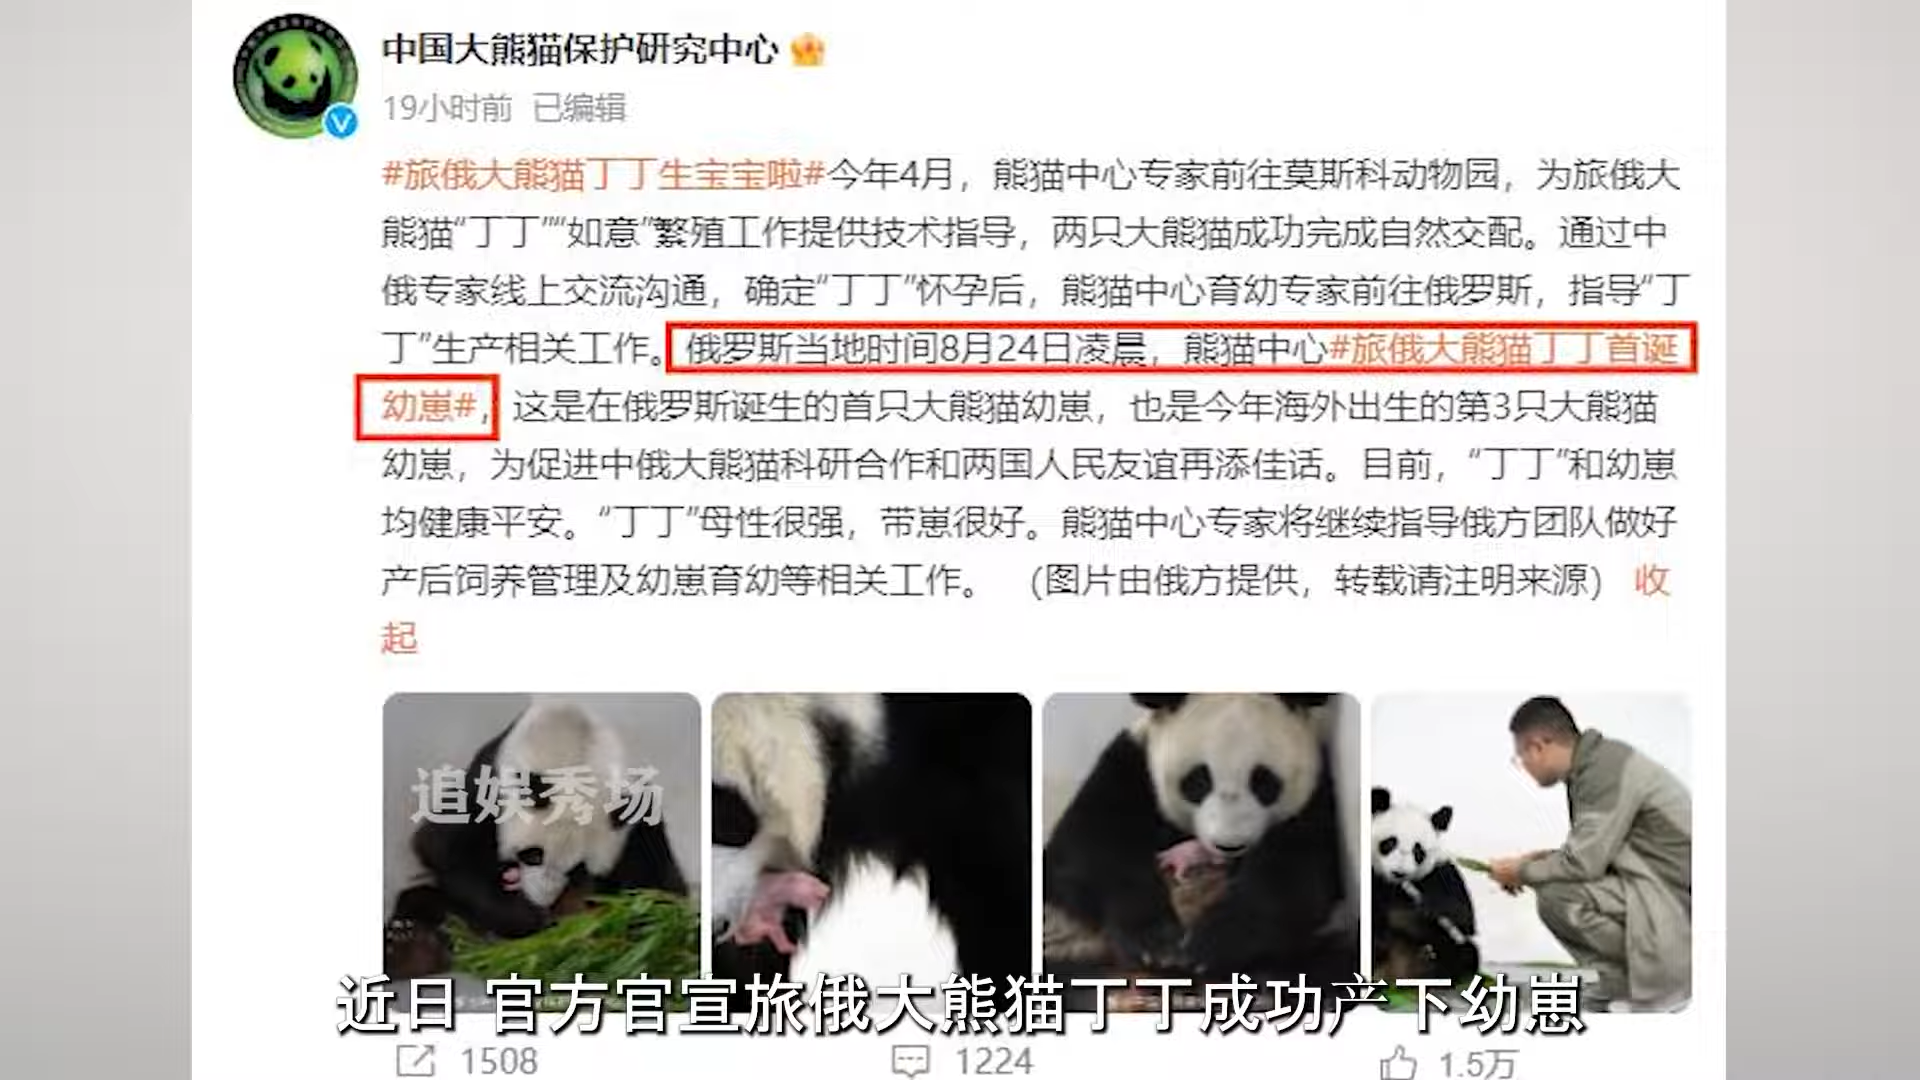 中国大熊猫保护研究中心
19小时前 已编辑
#旅俄大熊猫丁丁生宝宝啦#今年4月，熊猫中心专家前往莫斯科动物园，为旅俄大
熊猫“丁丁”“如意”繁殖工作提供技术指导，两只大熊猫成功完成自然交配。通过中
俄专家线上交流沟通，确定“丁丁”怀孕后，熊猫中心育幼专家前往俄罗斯，指导“丁
丁”生产相关工作。俄罗斯当地时间8月24日凌晨，熊猫中心#旅俄大熊猫丁丁首诞
幼崽#，这是在俄罗斯诞生的首只大熊猫幼崽，也是今年海外出生的第3只大熊猫
幼崽，为促进中俄大熊猫科研合作和两国人民友谊再添佳话。目前，“丁丁”和幼崽
均健康平安。“丁丁”母性很强，带崽很好。熊猫中心专家将继续指导俄方团队做好
产后饲养管理及幼崽育幼等相关工作。（图片由俄方提供，转载请注明来源） 收
起
追娱秀场
近日 官方官宣旅俄大熊猫丁丁成功产下幼崽
1508 1224 1.5万